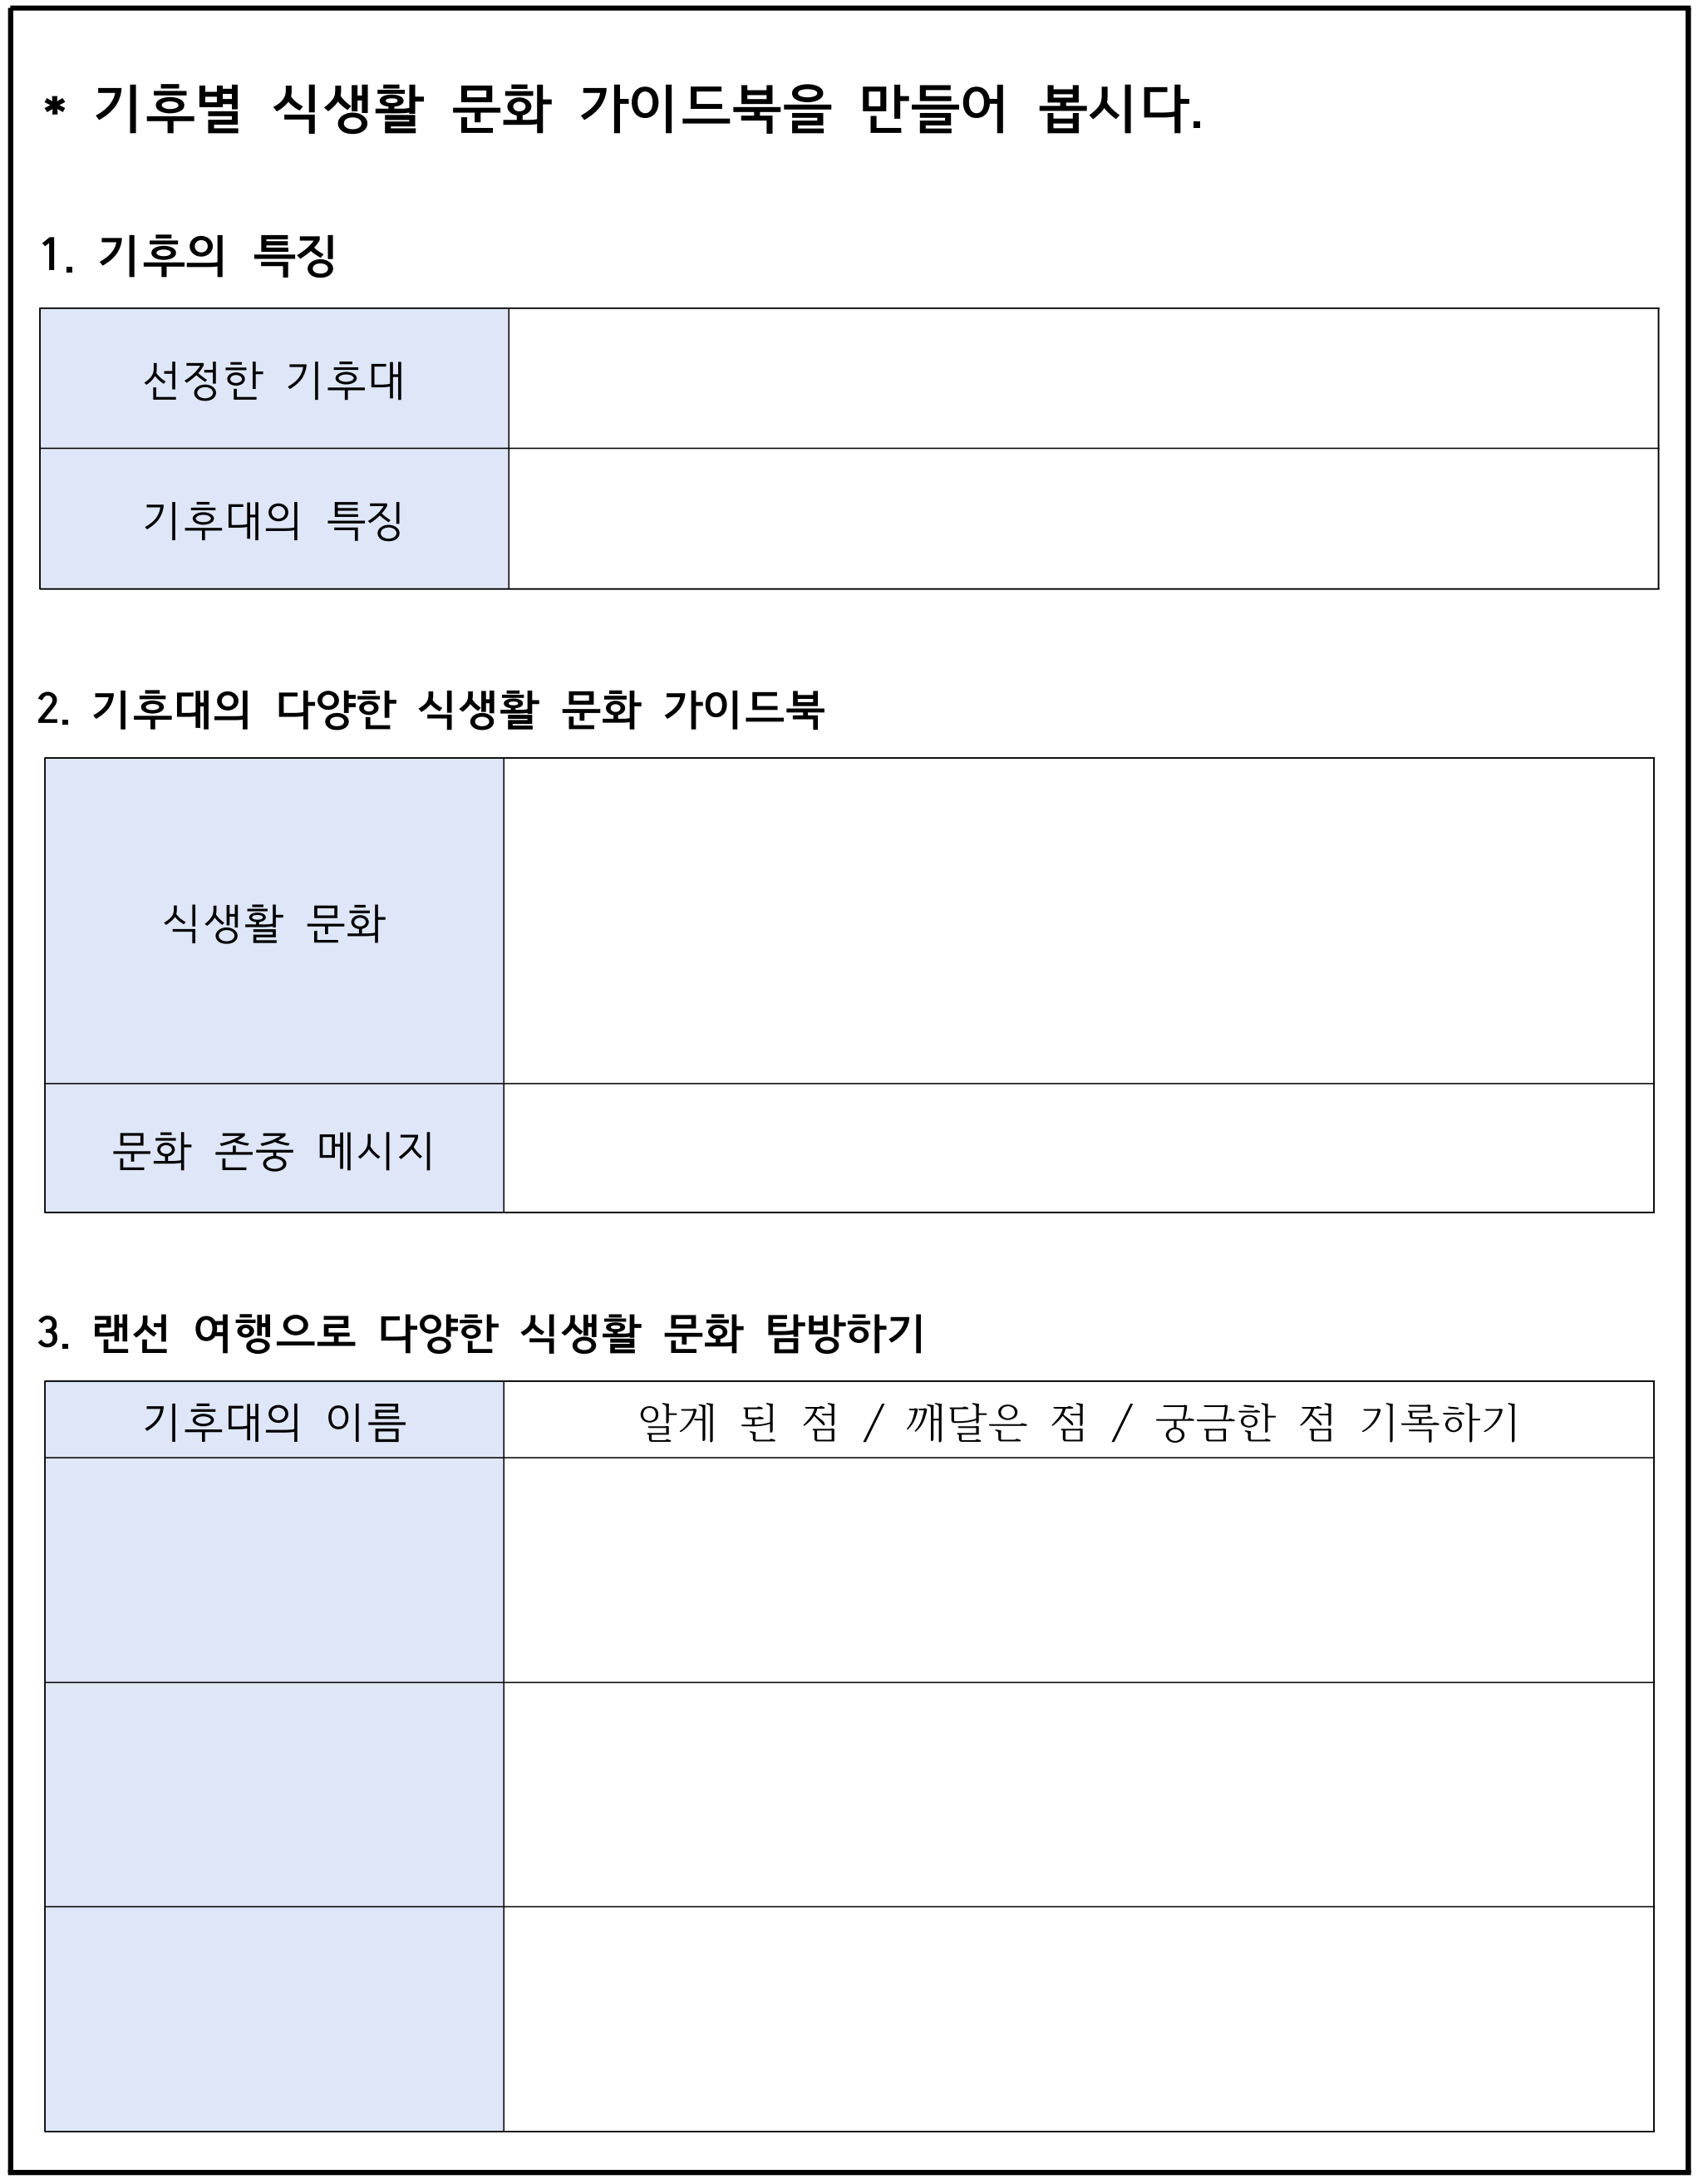 * 기후별 식생활 문화 가이드북을 만들어 봅시다.
1. 기후의 특징
선정한 기후대
기후대의 특징
2. 기후대의 다양한 식생활 문화 가이드북
식생활 문화
문화 존중 메시지
3. 랜선 여행으로 다양한 식생활 문화 탐방하기
기후대의 이름 알게 된 점 / 깨달은 점 / 궁금한 점 기록하기